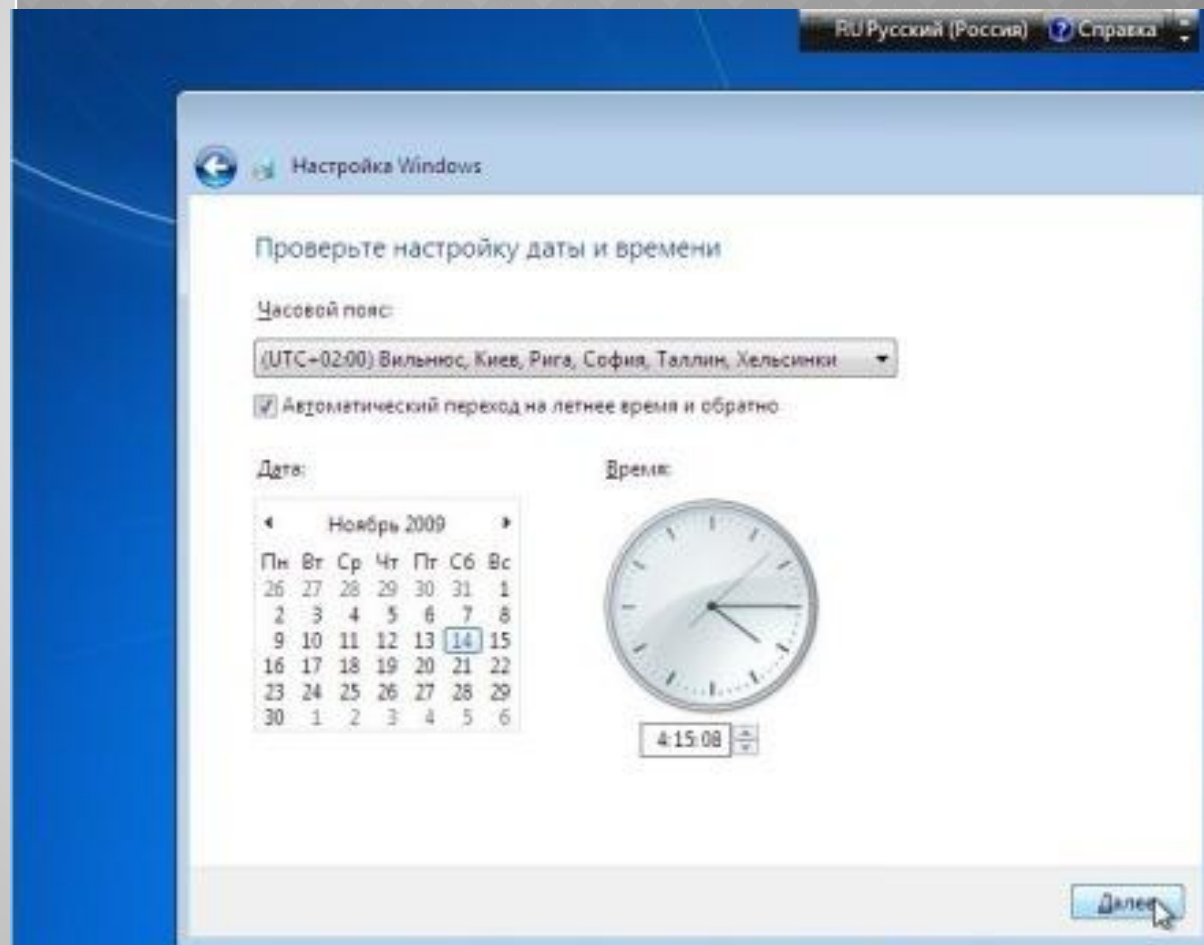 RU Русский (Россия) ? Справка
Настройка Windows
Проверьте настройку даты и времени
Часовой пояс:
(UTC+02:00) Вильнюс, Киев, Рига, София, Таллин, Хельсинки
Автоматический переход на летнее время и обратно
Дата: Время:
Ноябрь 2009
Пн Вт Ср Чт Пт Сб Вс
26 27 28 29 30 31 1
2 3 4 5 6 7 8
9 10 11 12 13 14 15
16 17 18 19 20 21 22
23 24 25 26 27 28 29
30 1 2 3 4 5 6
4:15:08
Далее